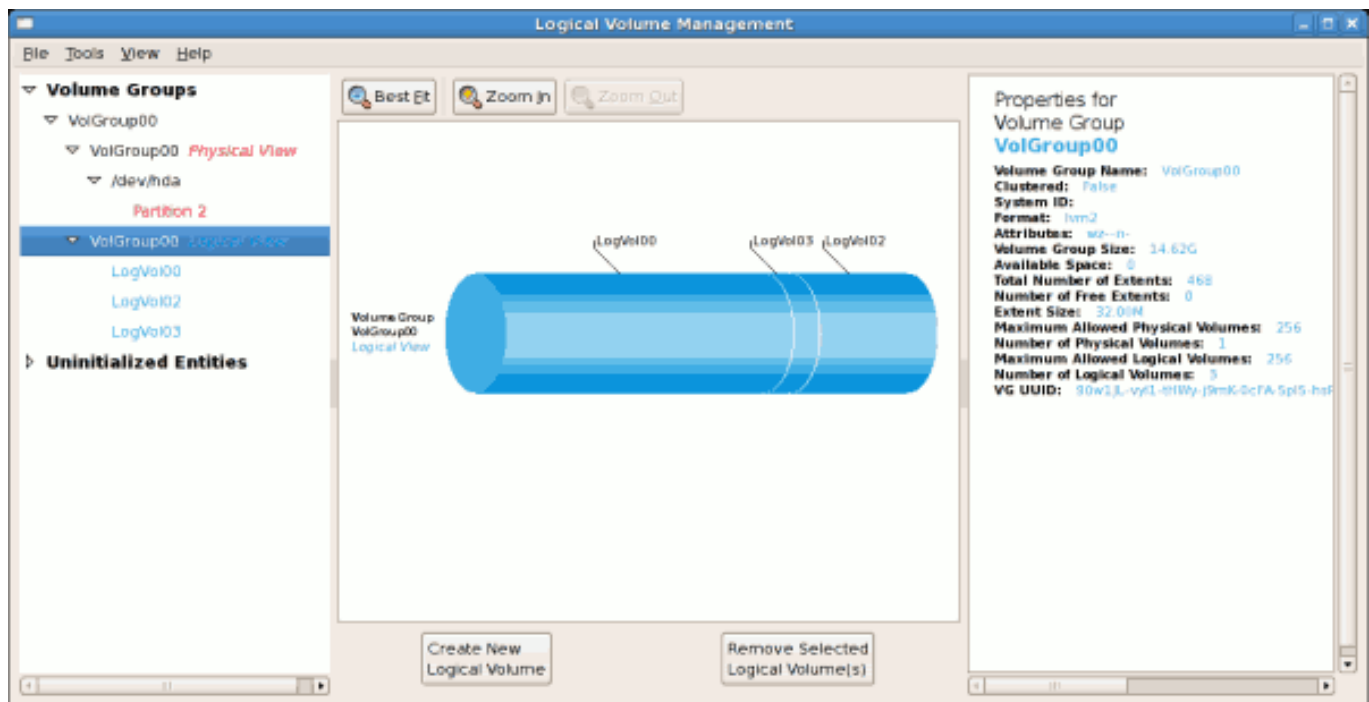 Logical Volume Management
File Tools View Help
Volume Groups
VolGroup00
VolGroup00 Physical View
/dev/hda
Partition 2
VolGroup00 Logical View
LogVol00
LogVol02
LogVol03
Uninitialized Entities
Best Fit Zoom In Zoom Out
LogVol00 LogVol03 LogVol02
Volume Group
VolGroup00
Logical View
Create New
Logical Volume
Remove Selected
Logical Volume(s)
Properties for
Volume Group
VolGroup00
Volume Group Name: VolGroup00
Clustered: False
System ID:
Format: lvm2
Attributes: wz--n-
Volume Group Size: 14.62G
Available Space: 0
Total Number of Extents: 468
Number of Free Extents: 0
Extent Size: 32.00M
Maximum Allowed Physical Volumes: 256
Number of Physical Volumes: 1
Maximum Allowed Logical Volumes: 256
Number of Logical Volumes: 3
VG UUID: